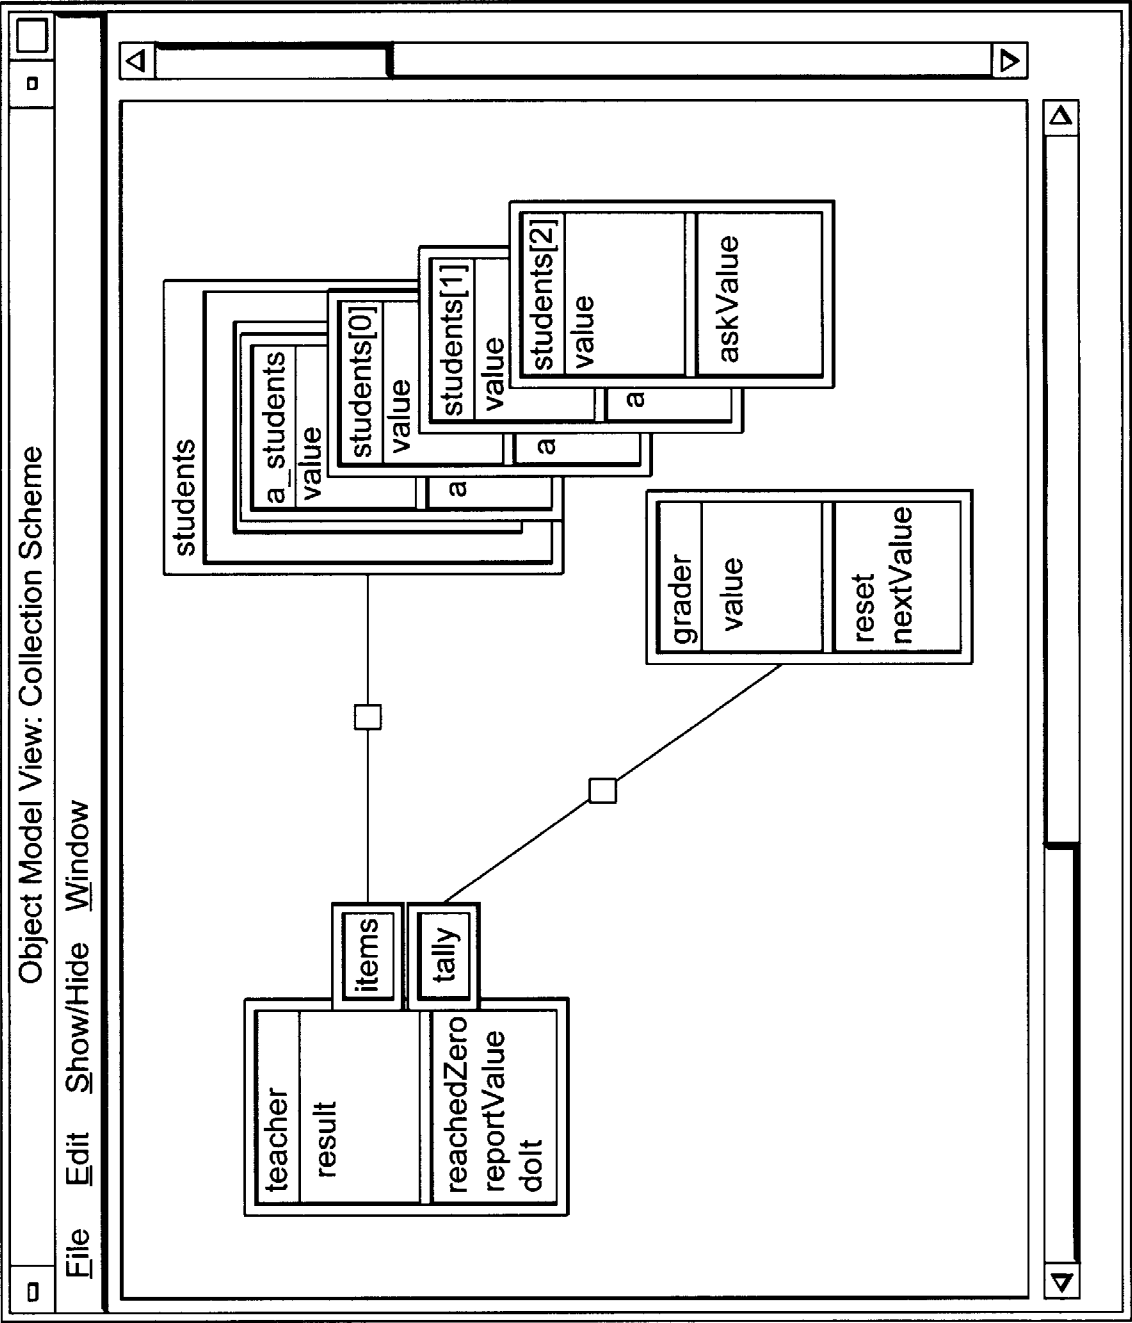 Object Model View: Collection Scheme
File Edit Show/Hide Window
students
a_students
value
a
students[0]
value
a
students[1]
value
a
students[2]
value
askValue
items
tally
teacher
result
reachedZero
reportValue
doIt
grader
value
reset
nextValue